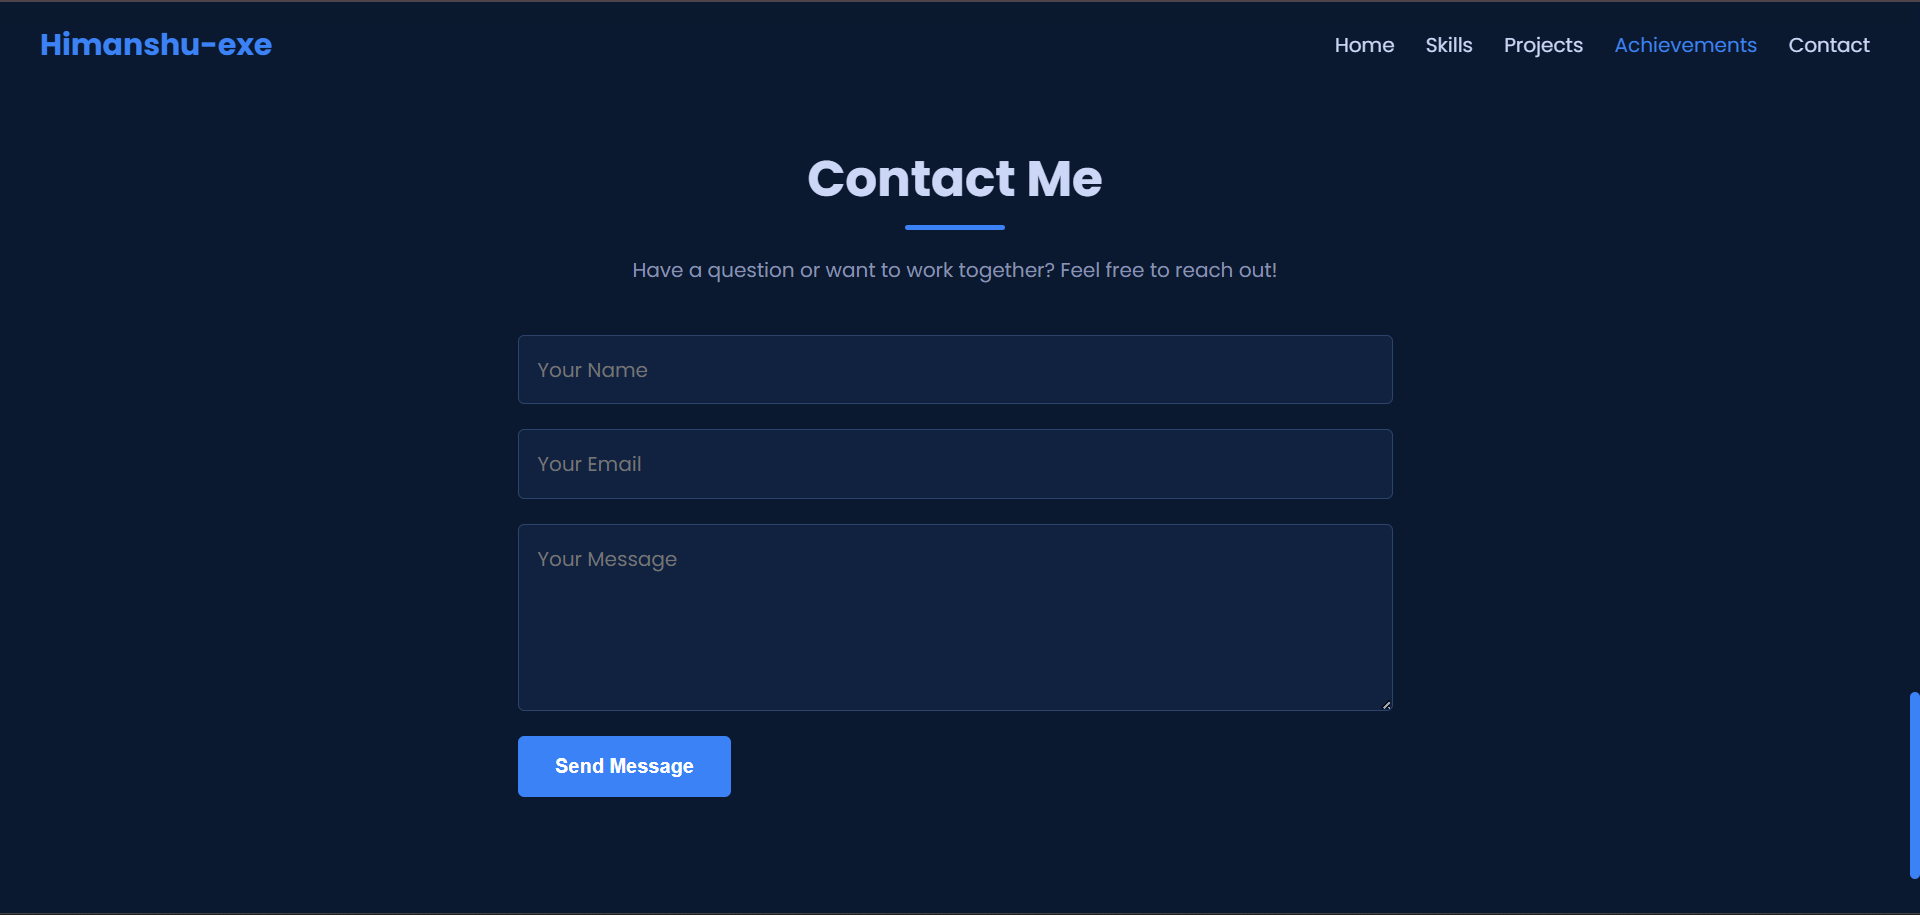 Himanshu-exe
Home Skills Projects Achievements Contact
Contact Me
Have a question or want to work together? Feel free to reach out!
Your Name
Your Email
Your Message
Send Message